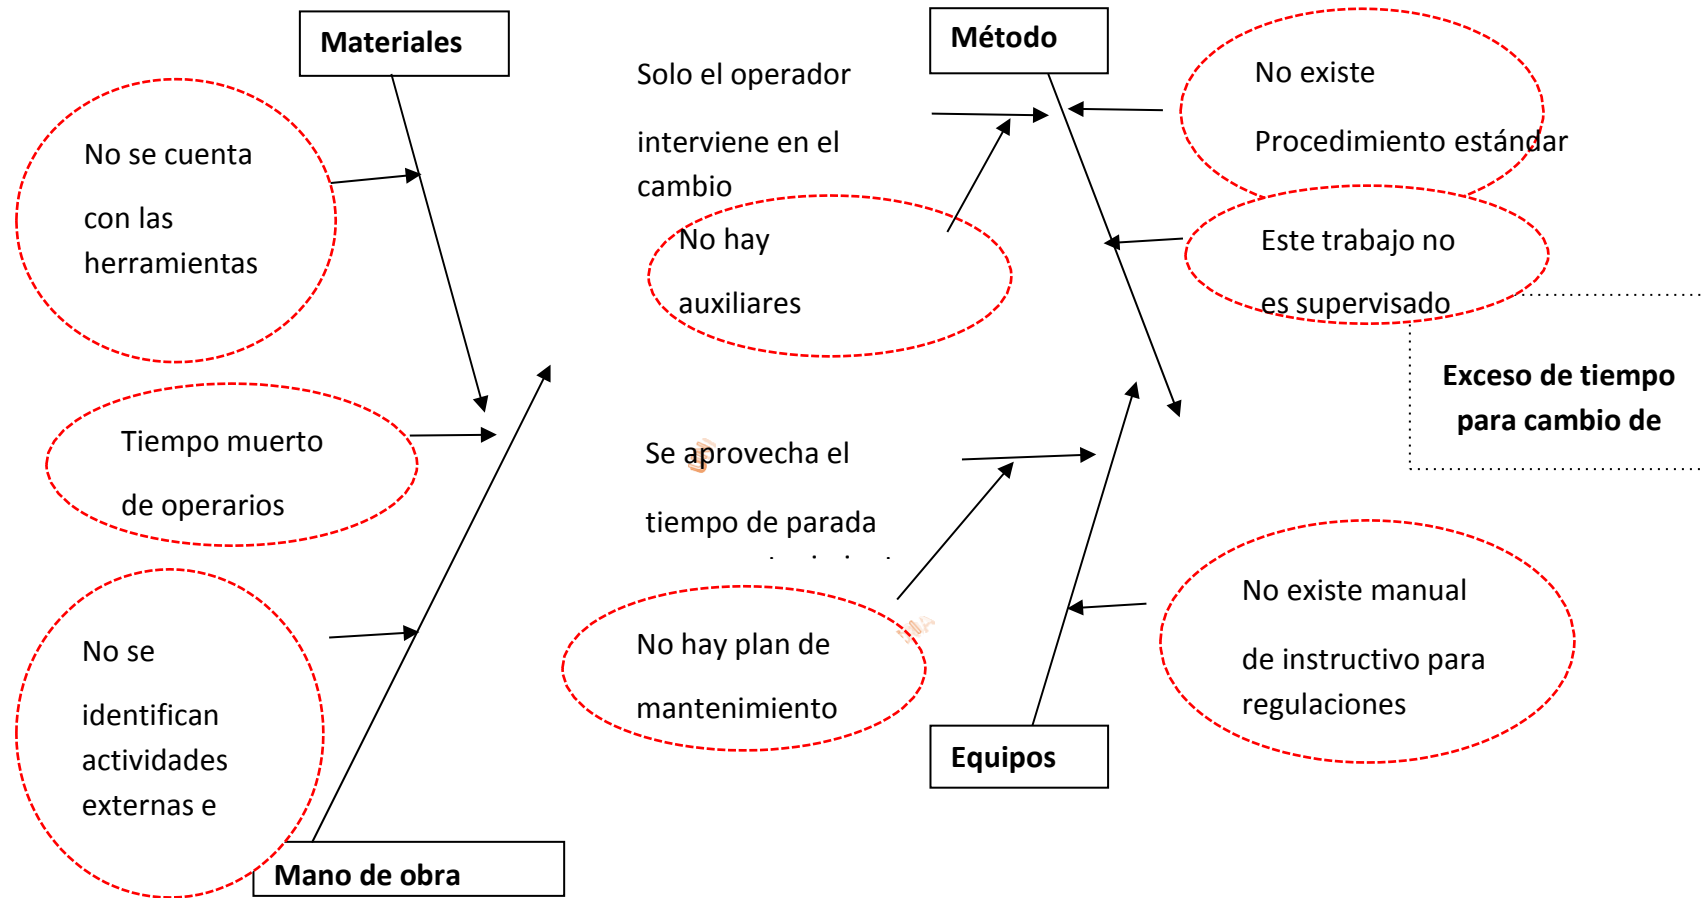 Materiales
No se cuenta
con las
herramientas
Tiempo muerto
de operarios
No se
identifican
actividades
externas e
Mano de obra
Método
Solo el operador
interviene en el
cambio
No hay
auxiliares
No existe
Procedimiento estándar
Este trabajo no
es supervisado
Se aprovecha el
tiempo de parada
No hay plan de
mantenimiento
No existe manual
de instructivo para
regulaciones
Equipos
Exceso de tiempo
para cambio de